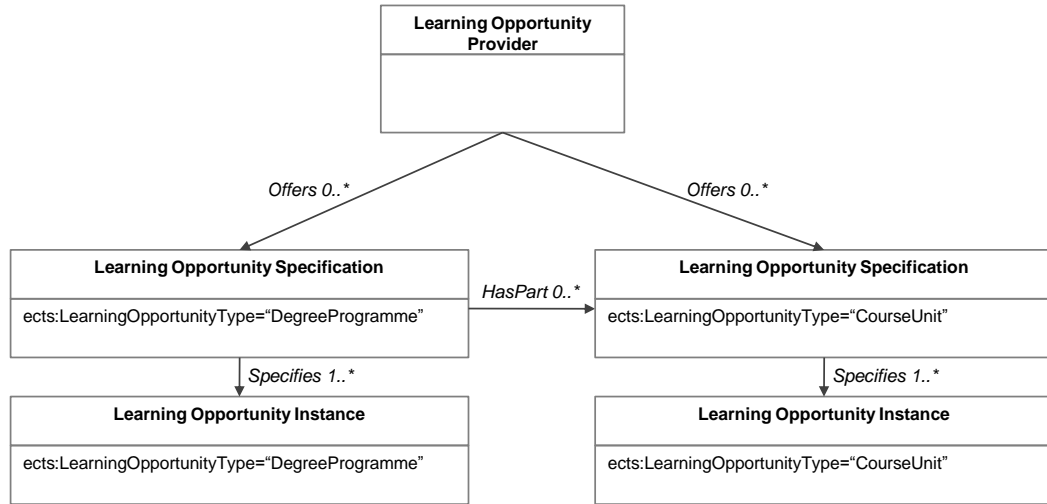 Learning Opportunity
Provider
Offers 0..*
Offers 0..*
Learning Opportunity Specification
ects:LearningOpportunityType=“DegreeProgramme”
HasPart 0..*
Learning Opportunity Specification
ects:LearningOpportunityType=“CourseUnit”
Specifies 1..*
Specifies 1..*
Learning Opportunity Instance
ects:LearningOpportunityType=“DegreeProgramme”
Learning Opportunity Instance
ects:LearningOpportunityType=“CourseUnit”